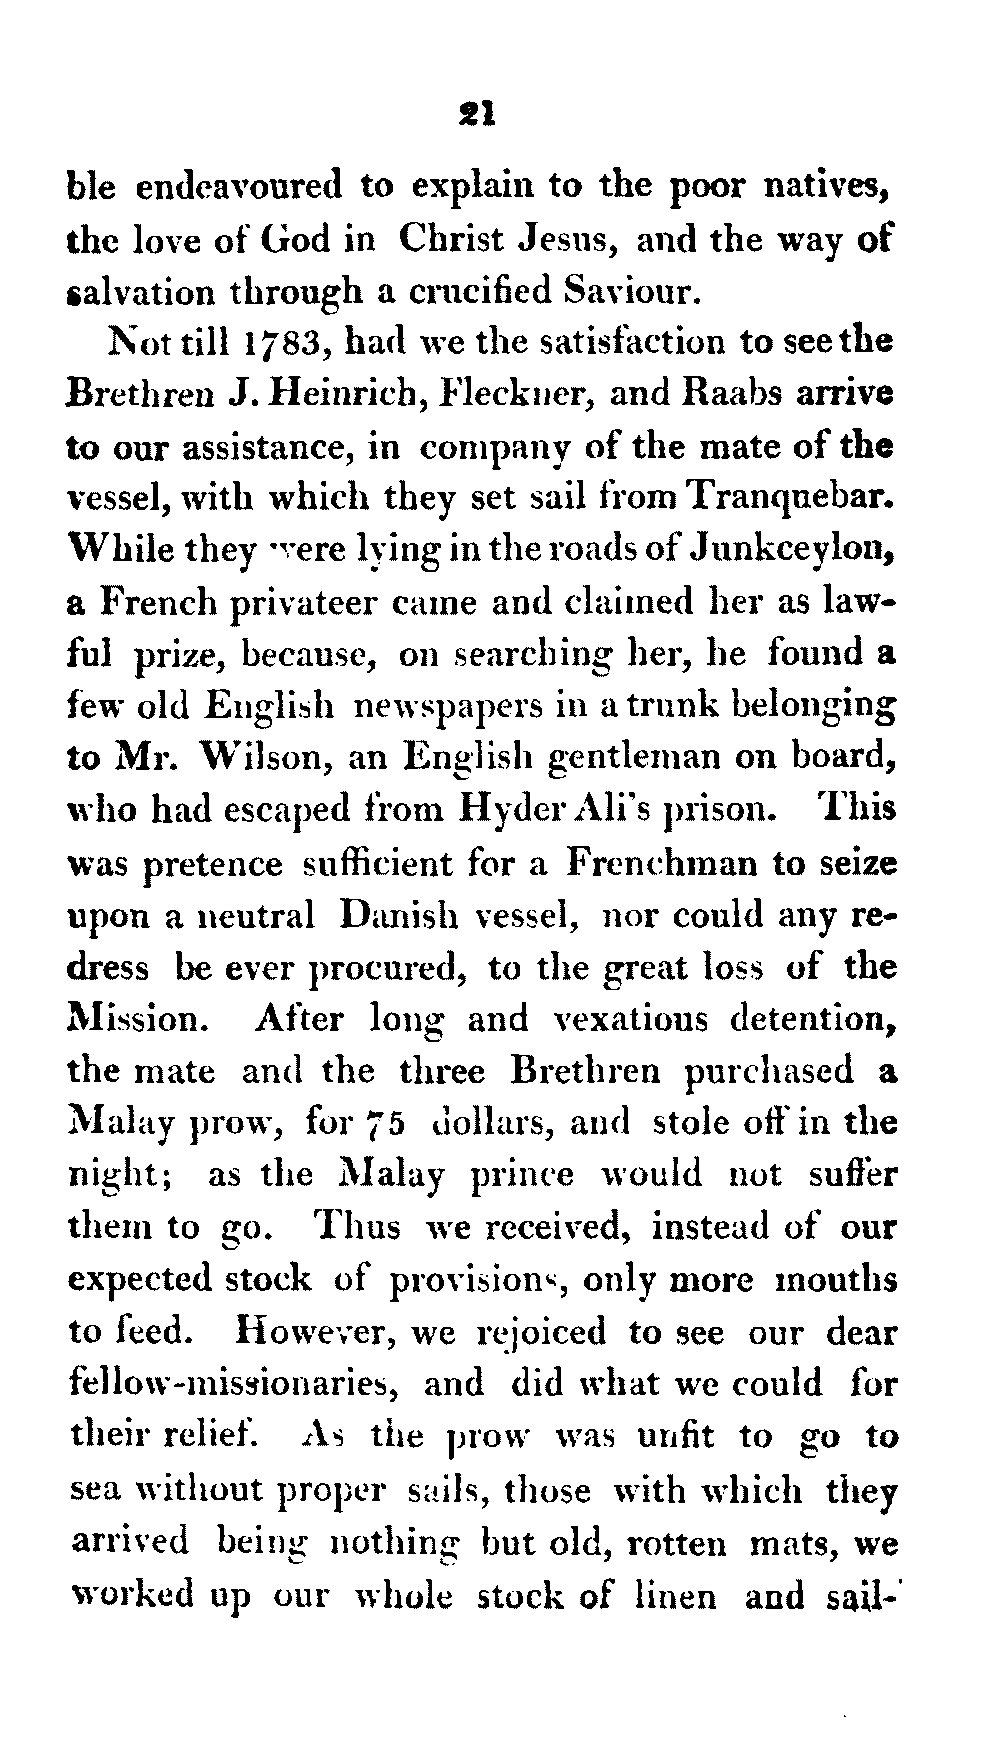 21
ble endeavoured to explain to the poor natives,
the love of God in Christ Jesus, and the way of
salvation through a crucified Saviour.
Not till 1783, had we the satisfaction to see the
Brethren J. Heinrich, Fleckner, and Raabs arrive
to our assistance, in company of the mate of the
vessel, with which they set sail from Tranquebar.
While they were lying in the roads of Junkceylon,
a French privateer came and claimed her as law-
ful prize, because, on searching her, he found a
few old English newspapers in a trunk belonging
to Mr. Wilson, an English gentleman on board,
who had escaped from Hyder Ali's prison. This
was pretence sufficient for a Frenchman to seize
upon a neutral Danish vessel, nor could any re-
dress be ever procured, to the great loss of the
Mission. After long and vexatious detention,
the mate and the three Brethren purchased a
Malay prow, for 75 dollars, and stole off in the
night; as the Malay prince would not suffer
them to go. Thus we received, instead of our
expected stock of provisions, only more mouths
to feed. However, we rejoiced to see our dear
fellow-missionaries, and did what we could for
their relief. As the prow was unfit to go to
sea without proper sails, those with which they
arrived being nothing but old, rotten mats, we
worked up our whole stock of linen and sail-